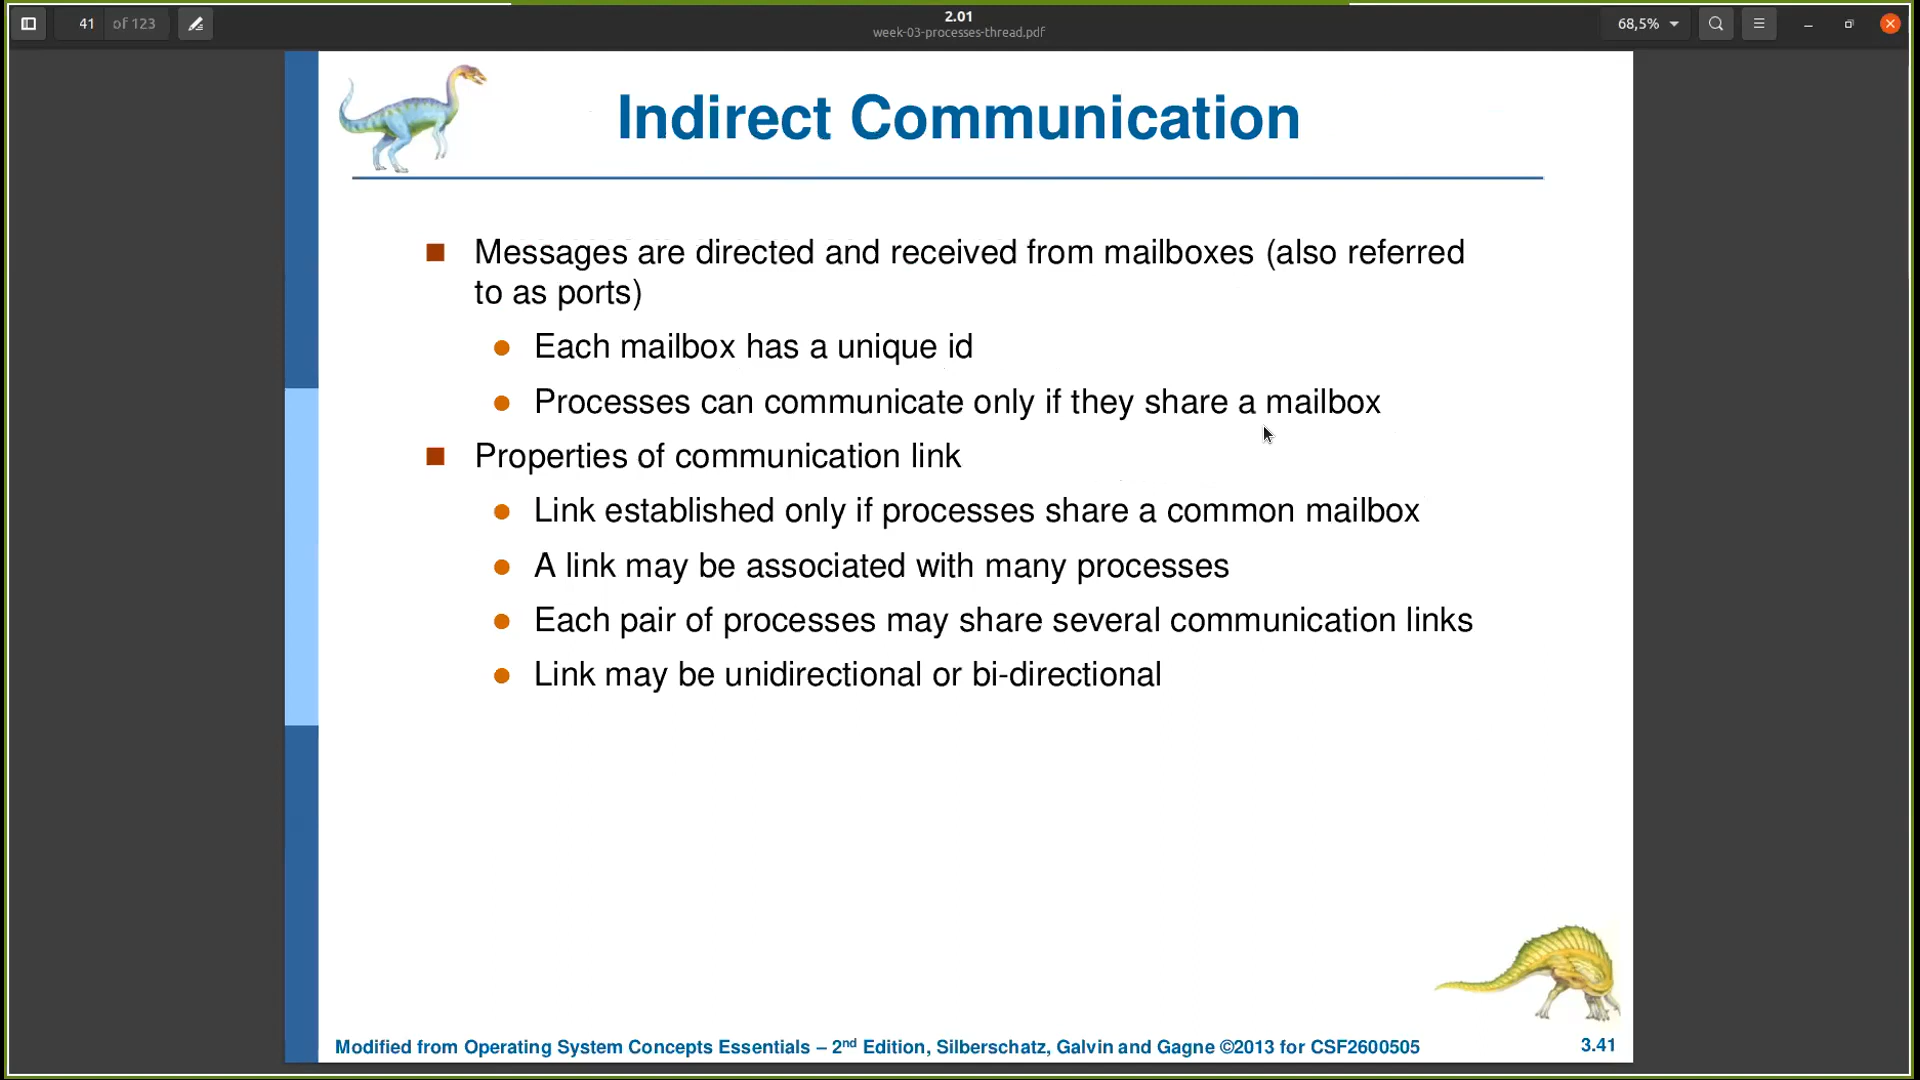 41 of 123
2.01
week-03-processes-thread.pdf
68,5%
Indirect Communication
Messages are directed and received from mailboxes (also referred
to as ports)
Each mailbox has a unique id
Processes can communicate only if they share a mailbox
Properties of communication link
Link established only if processes share a common mailbox
A link may be associated with many processes
Each pair of processes may share several communication links
Link may be unidirectional or bi-directional
Modified from Operating System Concepts Essentials – 2nd Edition, Silberschatz, Galvin and Gagne ©2013 for CSF2600505
3.41